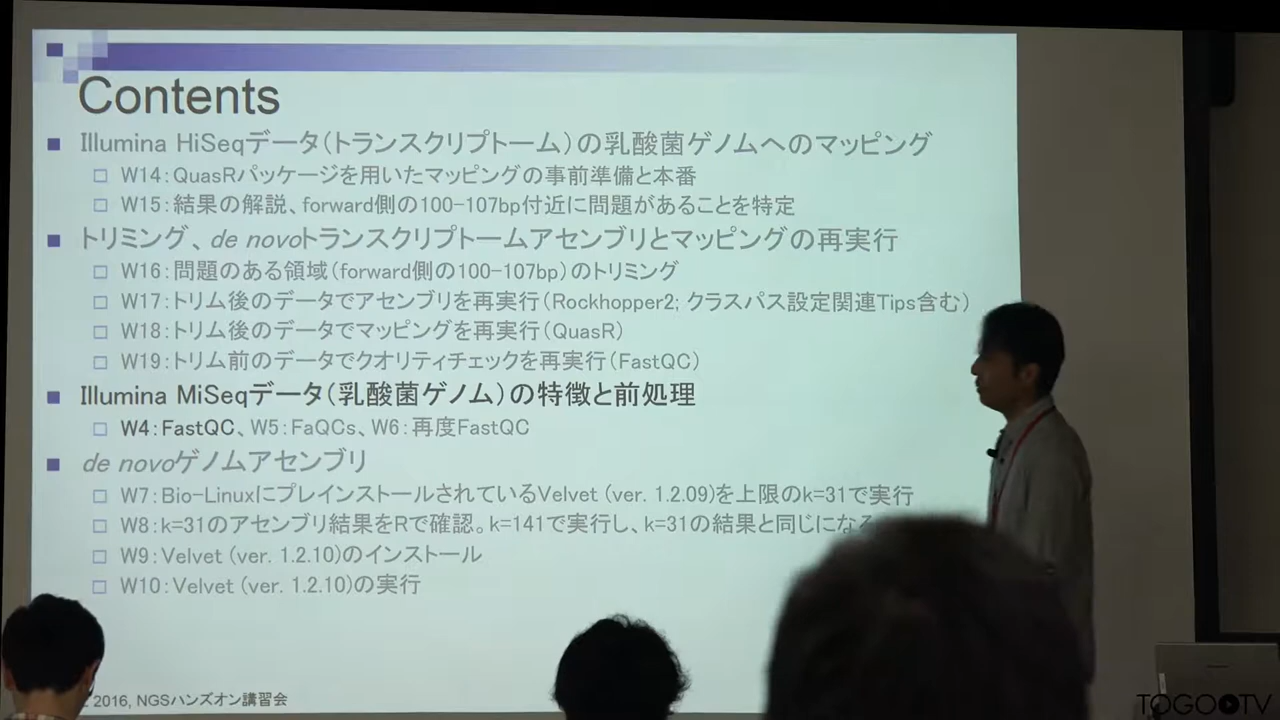 Contents
Illumina HiSeqデータ(トランスクリプトーム)の乳酸菌ゲノムへのマッピング
W14:QuasRパッケージを用いたマッピングの事前準備と本番
W15:結果の解説、forward側の100-107bp付近に問題があることを特定
トリミング、de novoトランスクリプトームアセンブリとマッピングの再実行
W16:問題のある領域(forward側の100-107bp)のトリミング
W17:トリム後のデータでアセンブリを再実行(Rockhopper2; クラスパス設定関連Tips含む)
W18:トリム後のデータでマッピングを再実行(QuasR)
W19:トリム前のデータでクオリティチェックを再実行(FastQC)
Illumina MiSeqデータ(乳酸菌ゲノム)の特徴と前処理
W4:FastQC、W5:FaQCs、W6:再度FastQC
de novoゲノムアセンブリ
W7:Bio-LinuxにプレインストールされているVelvet (ver. 1.2.09)を上限のk=31で実行
W8:k=31のアセンブリ結果をRで確認。k=141で実行し、k=31の結果と同じになる
W9:Velvet (ver. 1.2.10)のインストール
W10:Velvet (ver. 1.2.10)の実行
2016, NGSハンズオン講習会
TOGOTV